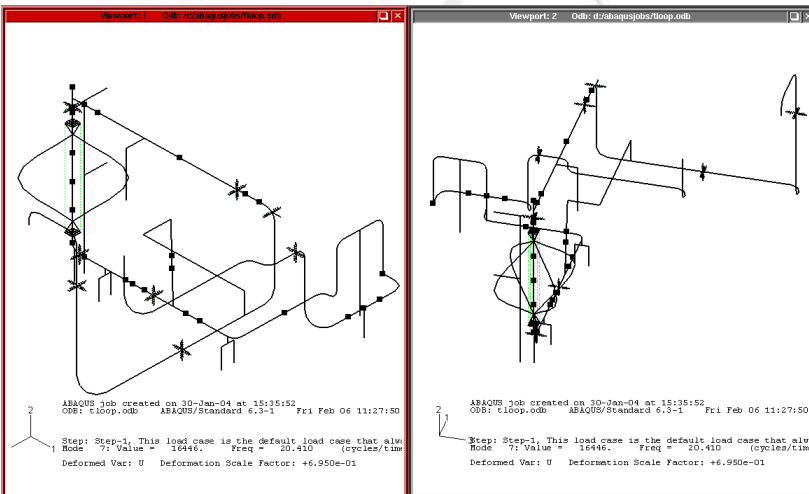 Viewport: 1 Odb: d:/abaqusjobs/tloop.odb
2
1
ABAQUS job created on 30-Jan-04 at 15:35:52
ODB: tloop.odb ABAQUS/Standard 6.3-1 Fri Feb 06 11:27:50
Step: Step-1, This load case is the default load case that alw
Mode 7: Value = 16446. Freq = 20.410 (cycles/time
Deformed Var: U Deformation Scale Factor: +6.950e-01
Viewport: 2 Odb: d:/abaqusjobs/tloop.odb
2
1
3
ABAQUS job created on 30-Jan-04 at 15:35:52
ODB: tloop.odb ABAQUS/Standard 6.3-1 Fri Feb 06 11:27:50
Step: Step-1, This load case is the default load case that alw
Mode 7: Value = 16446. Freq = 20.410 (cycles/tim
Deformed Var: U Deformation Scale Factor: +6.950e-01